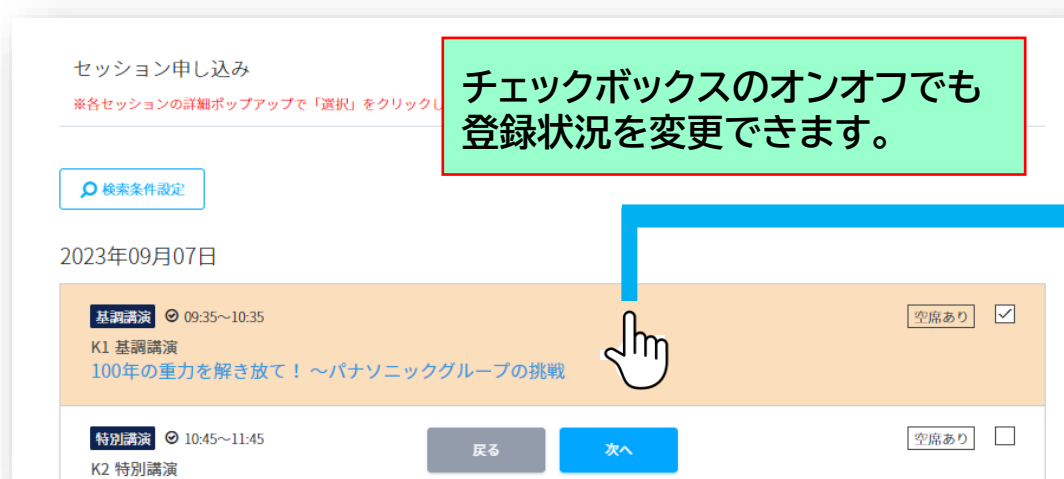 セッション申し込み
※各セッションの詳細ポップアップで「選択」をクリックし
チェックボックスのオンオフでも
登録状況を変更できます。
検索条件設定
2023年09月07日
基調講演 09:35～10:35 空席あり
K1 基調講演
100年の重力を解き放て！ ～パナソニックグループの挑戦
特別講演 10:45～11:45 空席あり
戻る 次へ
K2 特別講演